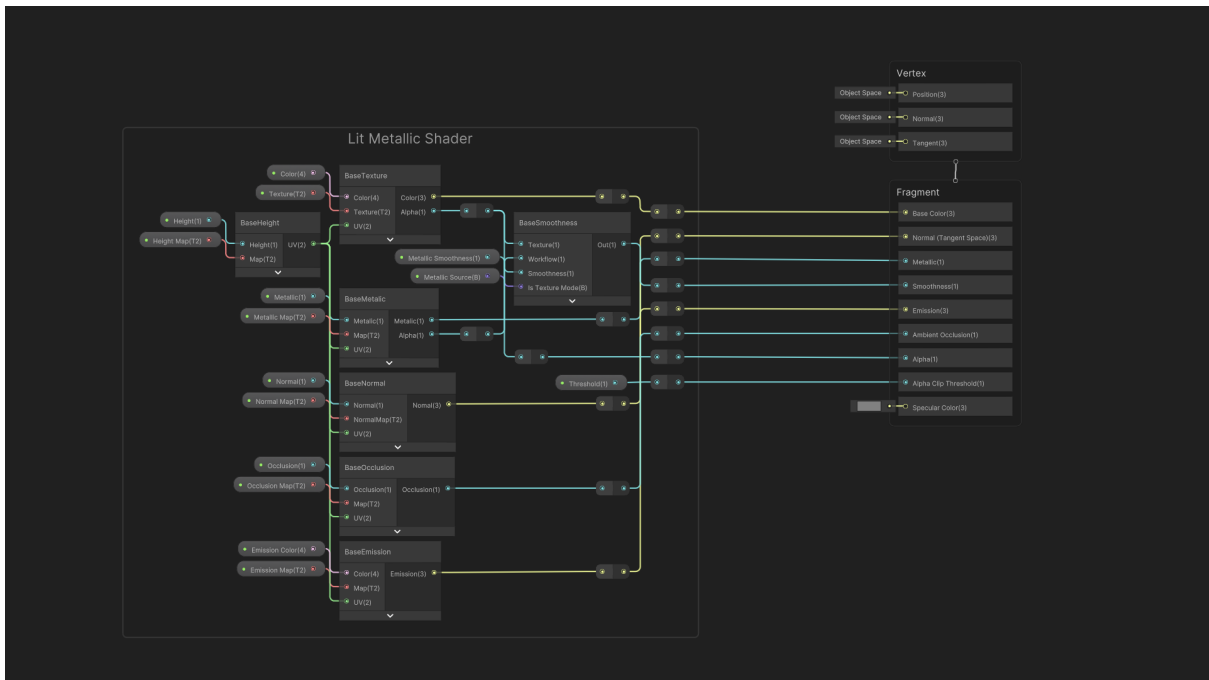 Lit Metallic Shader
Color(4)
Texture(T2)
Height(1)
Height Map(T2)
BaseHeight
Height(1) UV(2)
Map(T2)
BaseTexture
Color(4) Color(3)
Texture(T2) Alpha(1)
UV(2)
Metallic Smoothness(1)
Metallic Source(B)
BaseSmoothness
Texture(1) Out(1)
Workflow(1)
Smoothness(1)
Is Texture Mode(B)
Metallic(1)
Metallic Map(T2)
BaseMetalic
Metalic(1) Metalic(1)
Map(T2) Alpha(1)
UV(2)
Normal(1)
Normal Map(T2)
BaseNormal
Normal(1) Nomal(3)
NormalMap(T2)
UV(2)
Threshold(1)
Occlusion(1)
Occlusion Map(T2)
BaseOcclusion
Occlusion(1) Occlusion(1)
Map(T2)
UV(2)
Emission Color(4)
Emission Map(T2)
BaseEmission
Color(4) Emission(3)
Map(T2)
UV(2)
Vertex
Object Space Position(3)
Object Space Normal(3)
Object Space Tangent(3)
Fragment
Base Color(3)
Normal (Tangent Space)(3)
Metallic(1)
Smoothness(1)
Emission(3)
Ambient Occlusion(1)
Alpha(1)
Alpha Clip Threshold(1)
Specular Color(3)